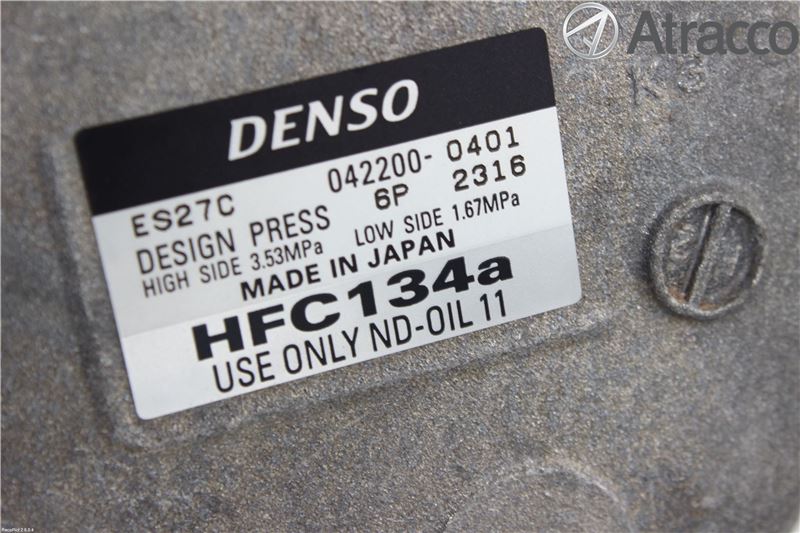 Atracco
K G
DENSO
ES27C 042200-0401
6P 2316
DESIGN PRESS
HIGH SIDE 3.53MPa LOW SIDE 1.67MPa
MADE IN JAPAN
HFC134a
USE ONLY ND-OIL 11